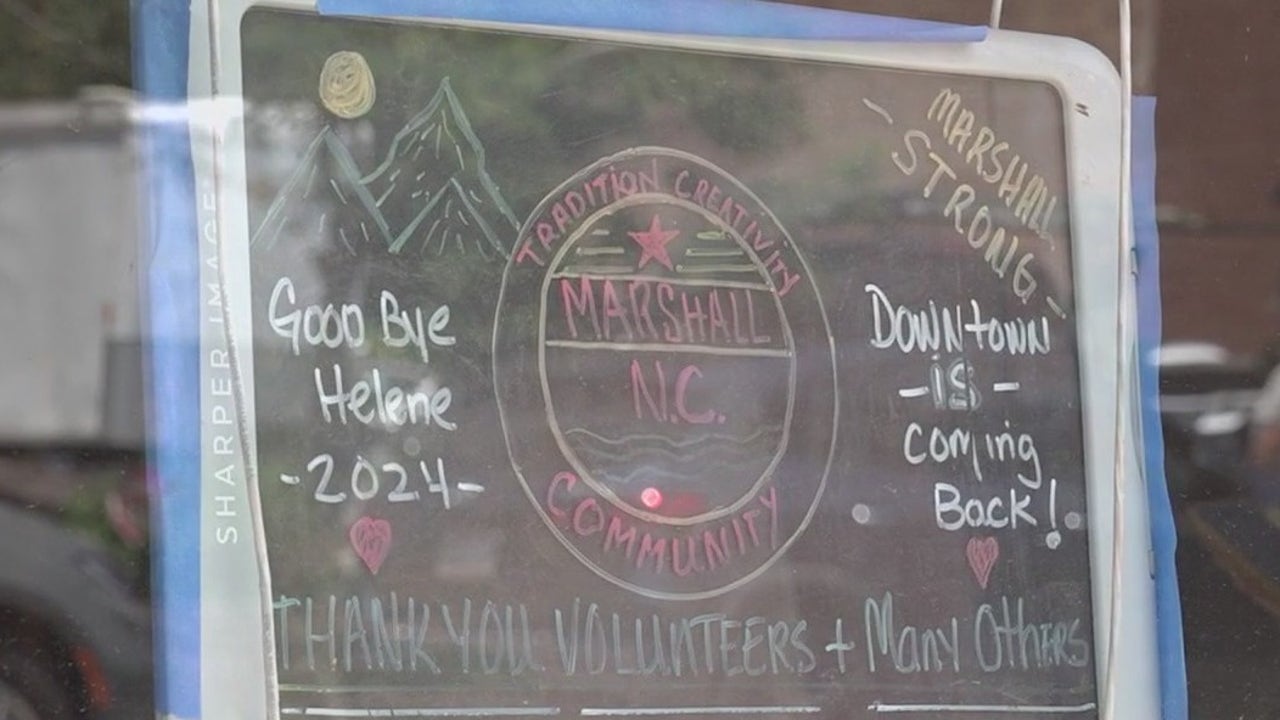 SHARPER IMAGE
MARSHALL
- STRONG -
TRADITION CREATIVITY
MARSHALL
N.C.
COMMUNITY
Good Bye
Helene
-2024-
DOWNtOWN
- iS -
coming
Back!
THANK YOU VOLUNTEERS + Many OthERS